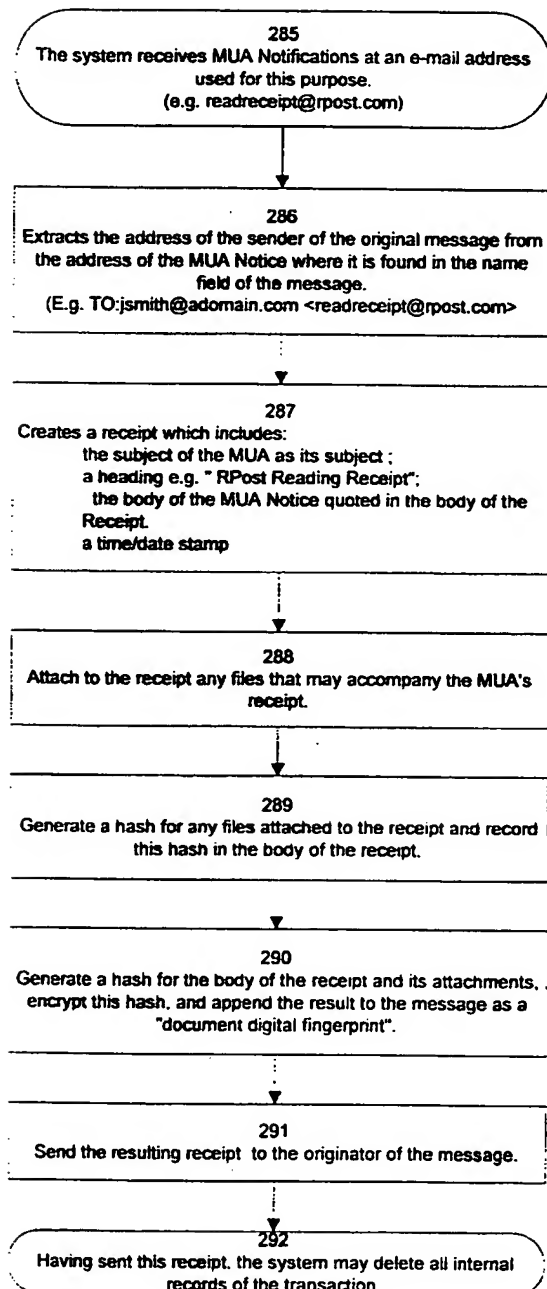 285
The system receives MUA Notifications at an e-mail address
used for this purpose.
(e.g. readreceipt@rpost.com)
286
Extracts the address of the sender of the original message from
the address of the MUA Notice where it is found in the name
field of the message.
(E.g. TO:jsmith@adomain.com <readreceipt@rpost.com>
287
Creates a receipt which includes:
the subject of the MUA as its subject ;
a heading e.g. " RPost Reading Receipt";
the body of the MUA Notice quoted in the body of the
Receipt.
a time/date stamp
288
Attach to the receipt any files that may accompany the MUA's
receipt.
289
Generate a hash for any files attached to the receipt and record
this hash in the body of the receipt.
290
Generate a hash for the body of the receipt and its attachments,
encrypt this hash, and append the result to the message as a
"document digital fingerprint".
291
Send the resulting receipt to the originator of the message.
292
Having sent this receipt. the system may delete all internal
records of the transaction